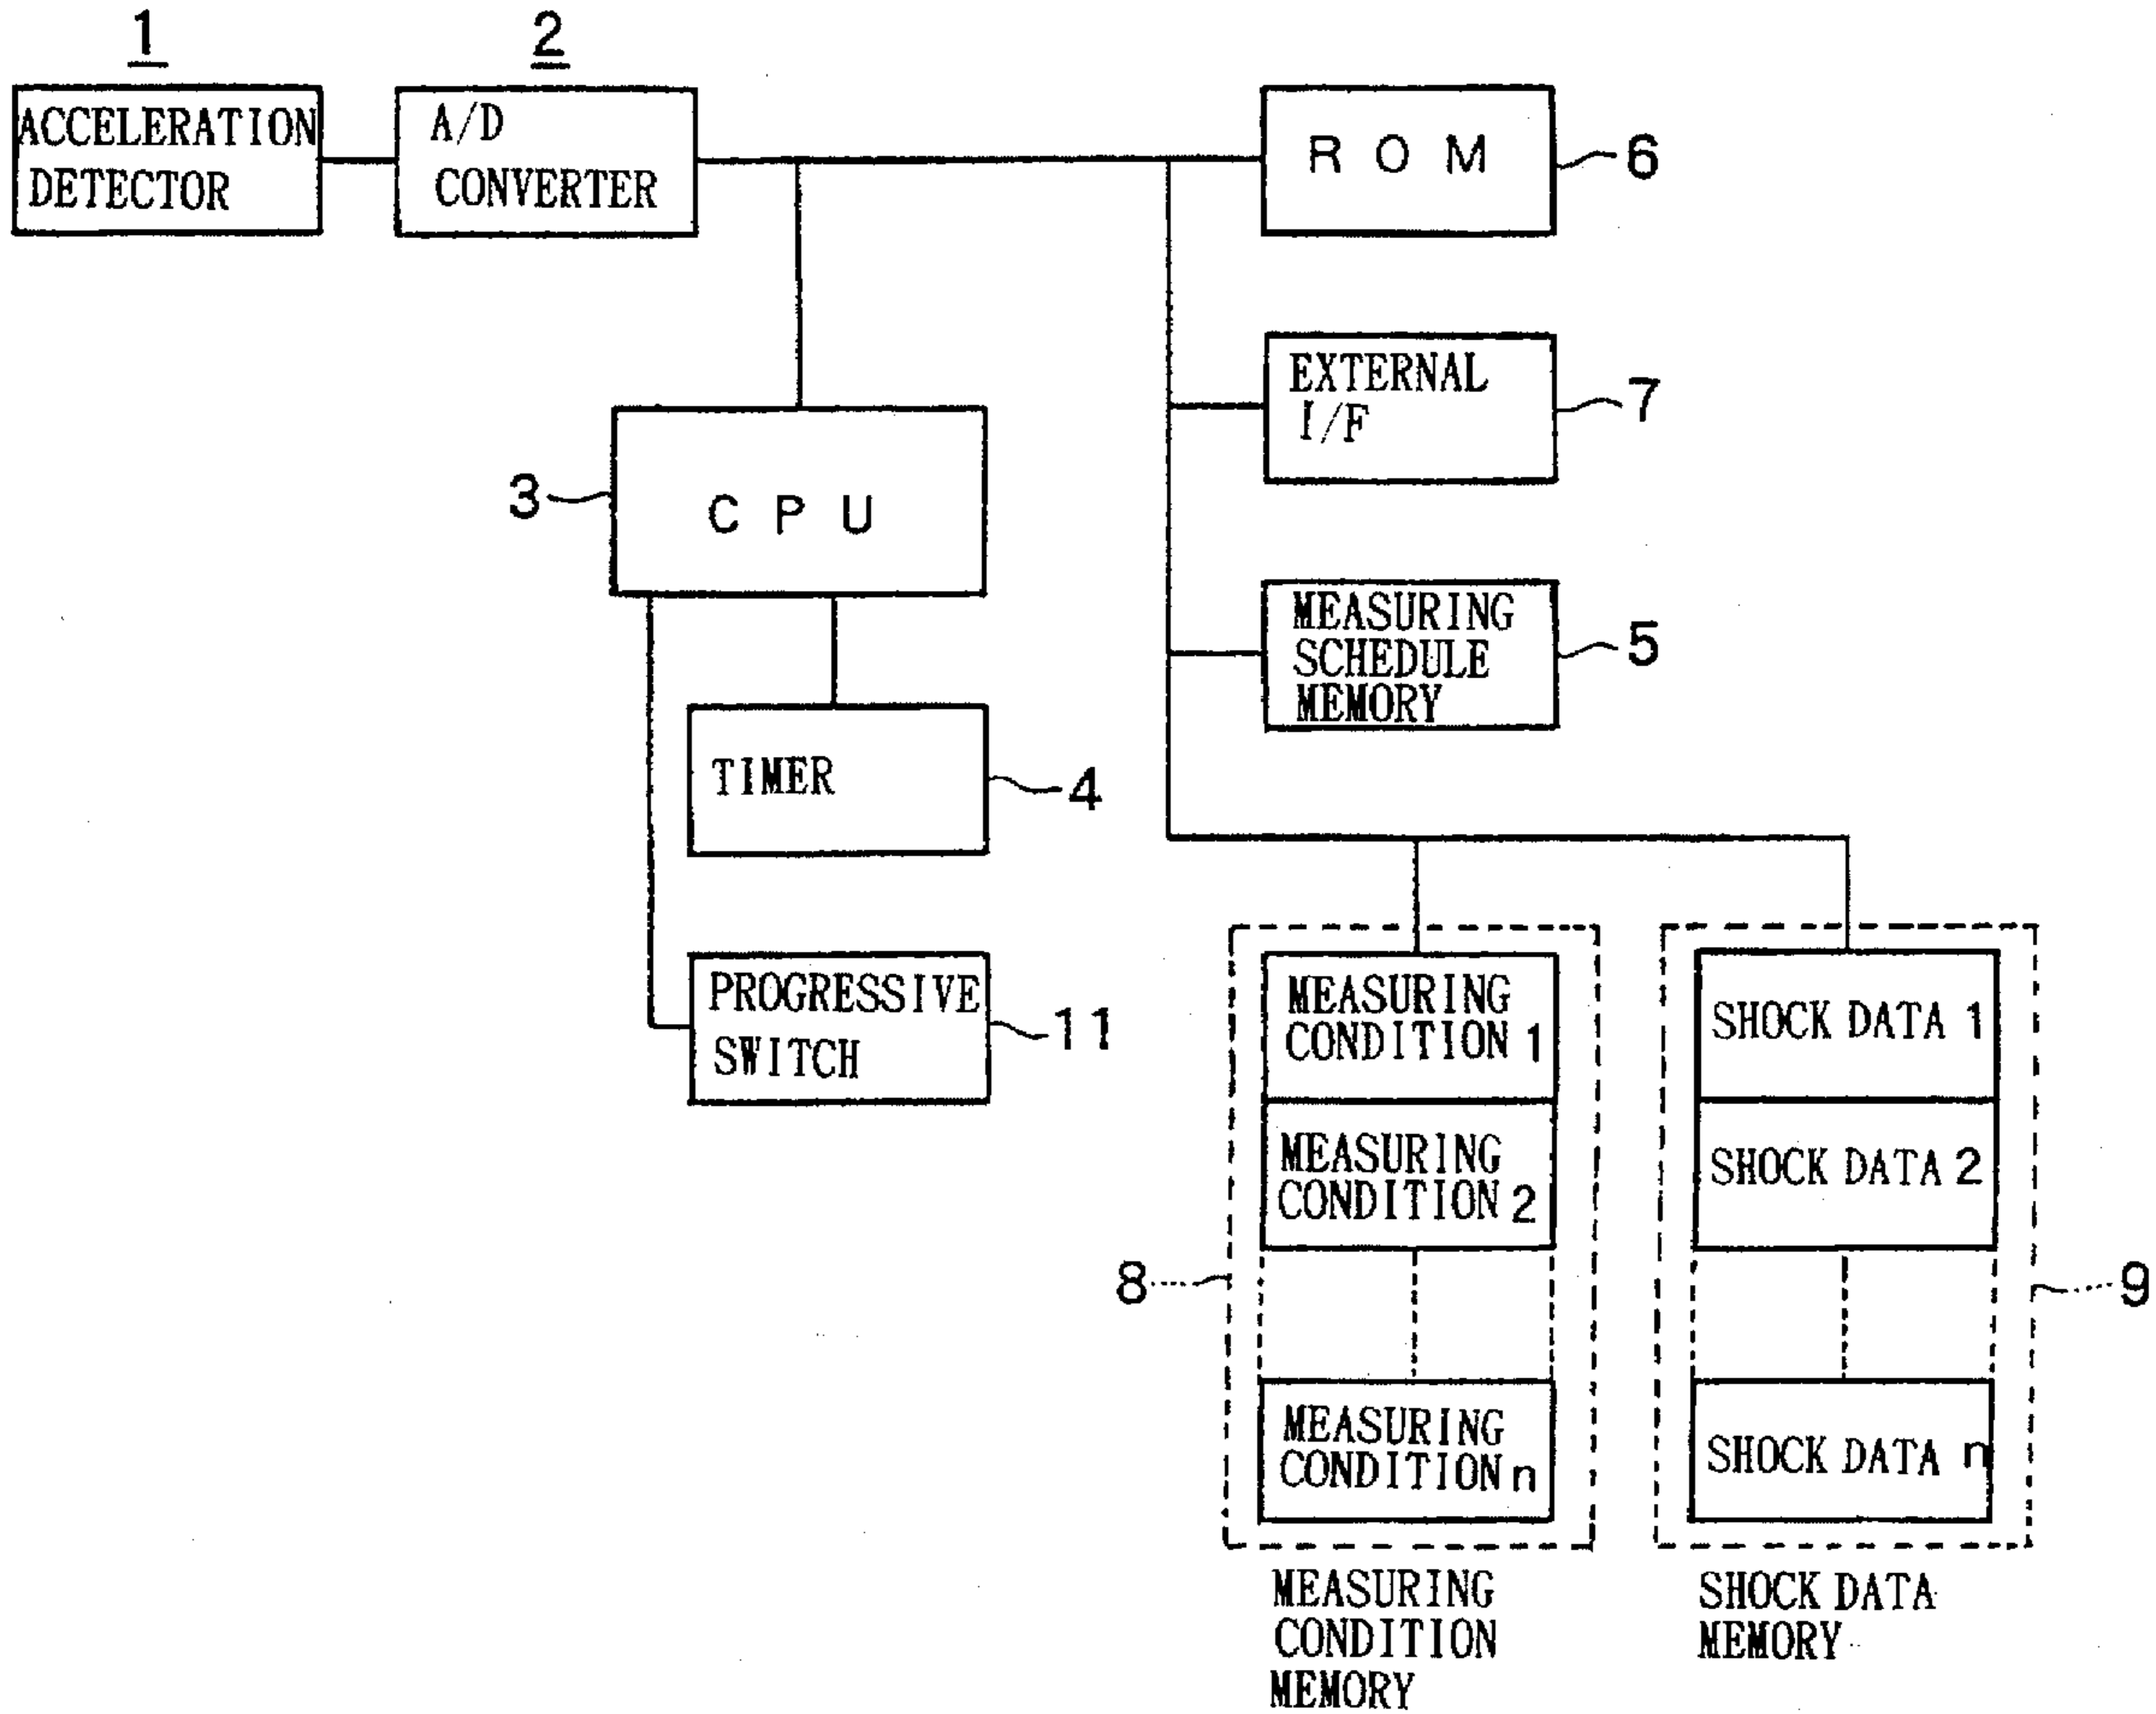 1
ACCELERATION
DETECTOR
2
A/D
CONVERTER
ROM
6
EXTERNAL
I/F
7
3
CPU
MEASURING
SCHEDULE
MEMORY
5
TIMER
4
PROGRESSIVE
SWITCH
11
MEASURING
CONDITION 1
MEASURING
CONDITION 2
MEASURING
CONDITION n
8
MEASURING
CONDITION
MEMORY
SHOCK DATA 1
SHOCK DATA 2
SHOCK DATA n
9
SHOCK DATA
MEMORY